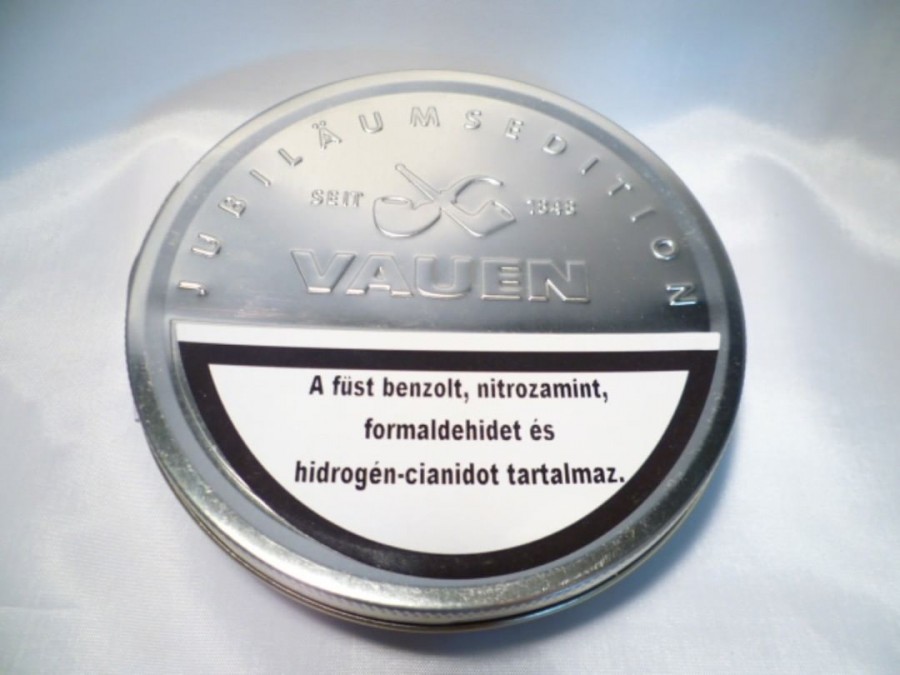 JUBILÄUMSEDITION
SEIT 1848
VAUEN
A füst benzolt, nitrozamint,
formaldehidet és
hidrogén-cianidot tartalmaz.